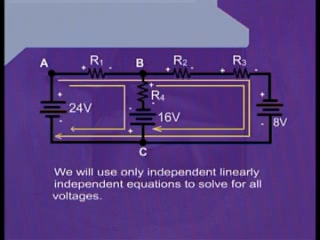 A R₁ B R₂ R₃
+ - + - + -
+ R₄
+ 24V - +
- 16V - 8V
+ -
C
We will use only independent linearly
independent equations to solve for all
voltages.